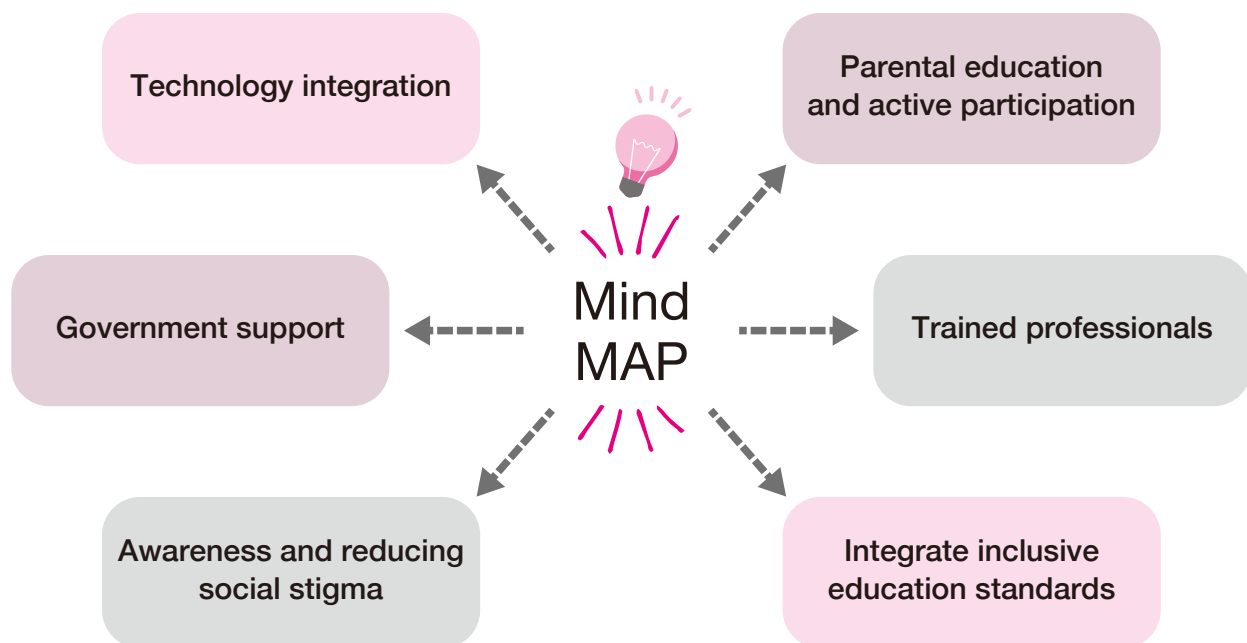 Technology integration
Parental education
and active participation
Government support
Mind
MAP
Trained professionals
Awareness and reducing
social stigma
Integrate inclusive
education standards